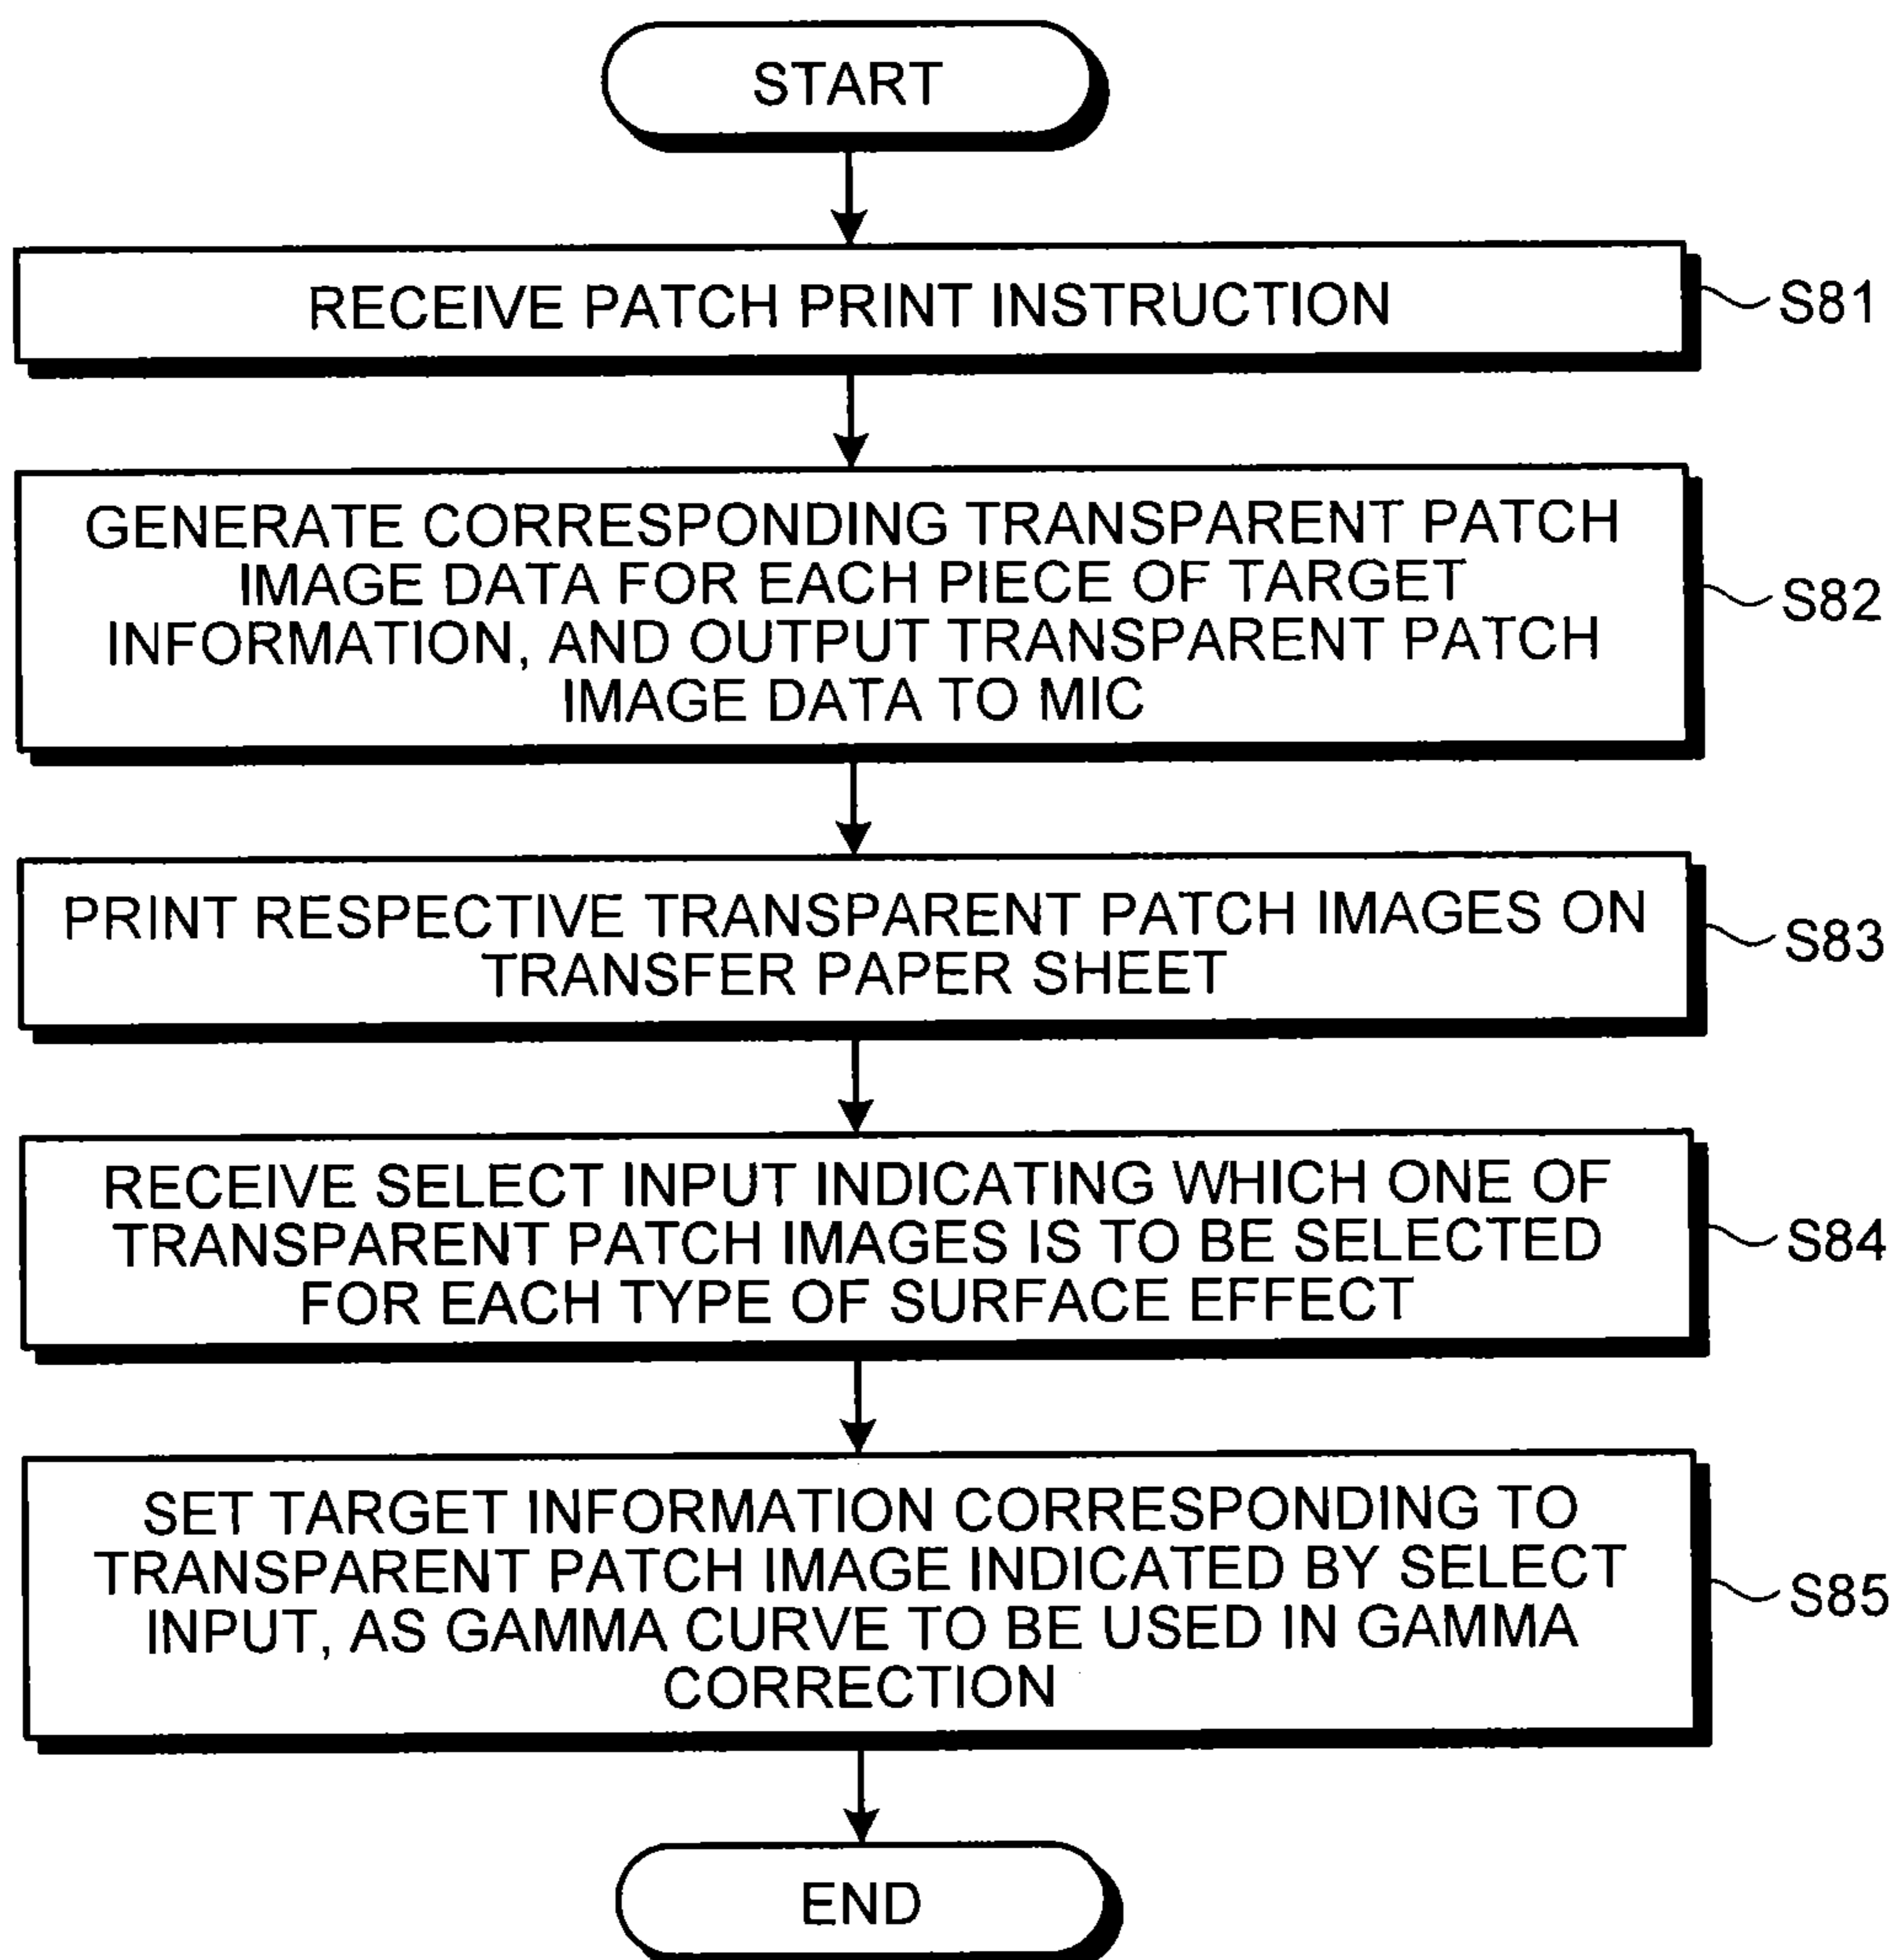 START
RECEIVE PATCH PRINT INSTRUCTION
S81
GENERATE CORRESPONDING TRANSPARENT PATCH
IMAGE DATA FOR EACH PIECE OF TARGET
INFORMATION, AND OUTPUT TRANSPARENT PATCH
IMAGE DATA TO MIC
S82
PRINT RESPECTIVE TRANSPARENT PATCH IMAGES ON
TRANSFER PAPER SHEET
S83
RECEIVE SELECT INPUT INDICATING WHICH ONE OF
TRANSPARENT PATCH IMAGES IS TO BE SELECTED
FOR EACH TYPE OF SURFACE EFFECT
S84
SET TARGET INFORMATION CORRESPONDING TO
TRANSPARENT PATCH IMAGE INDICATED BY SELECT
INPUT, AS GAMMA CURVE TO BE USED IN GAMMA
CORRECTION
S85
END